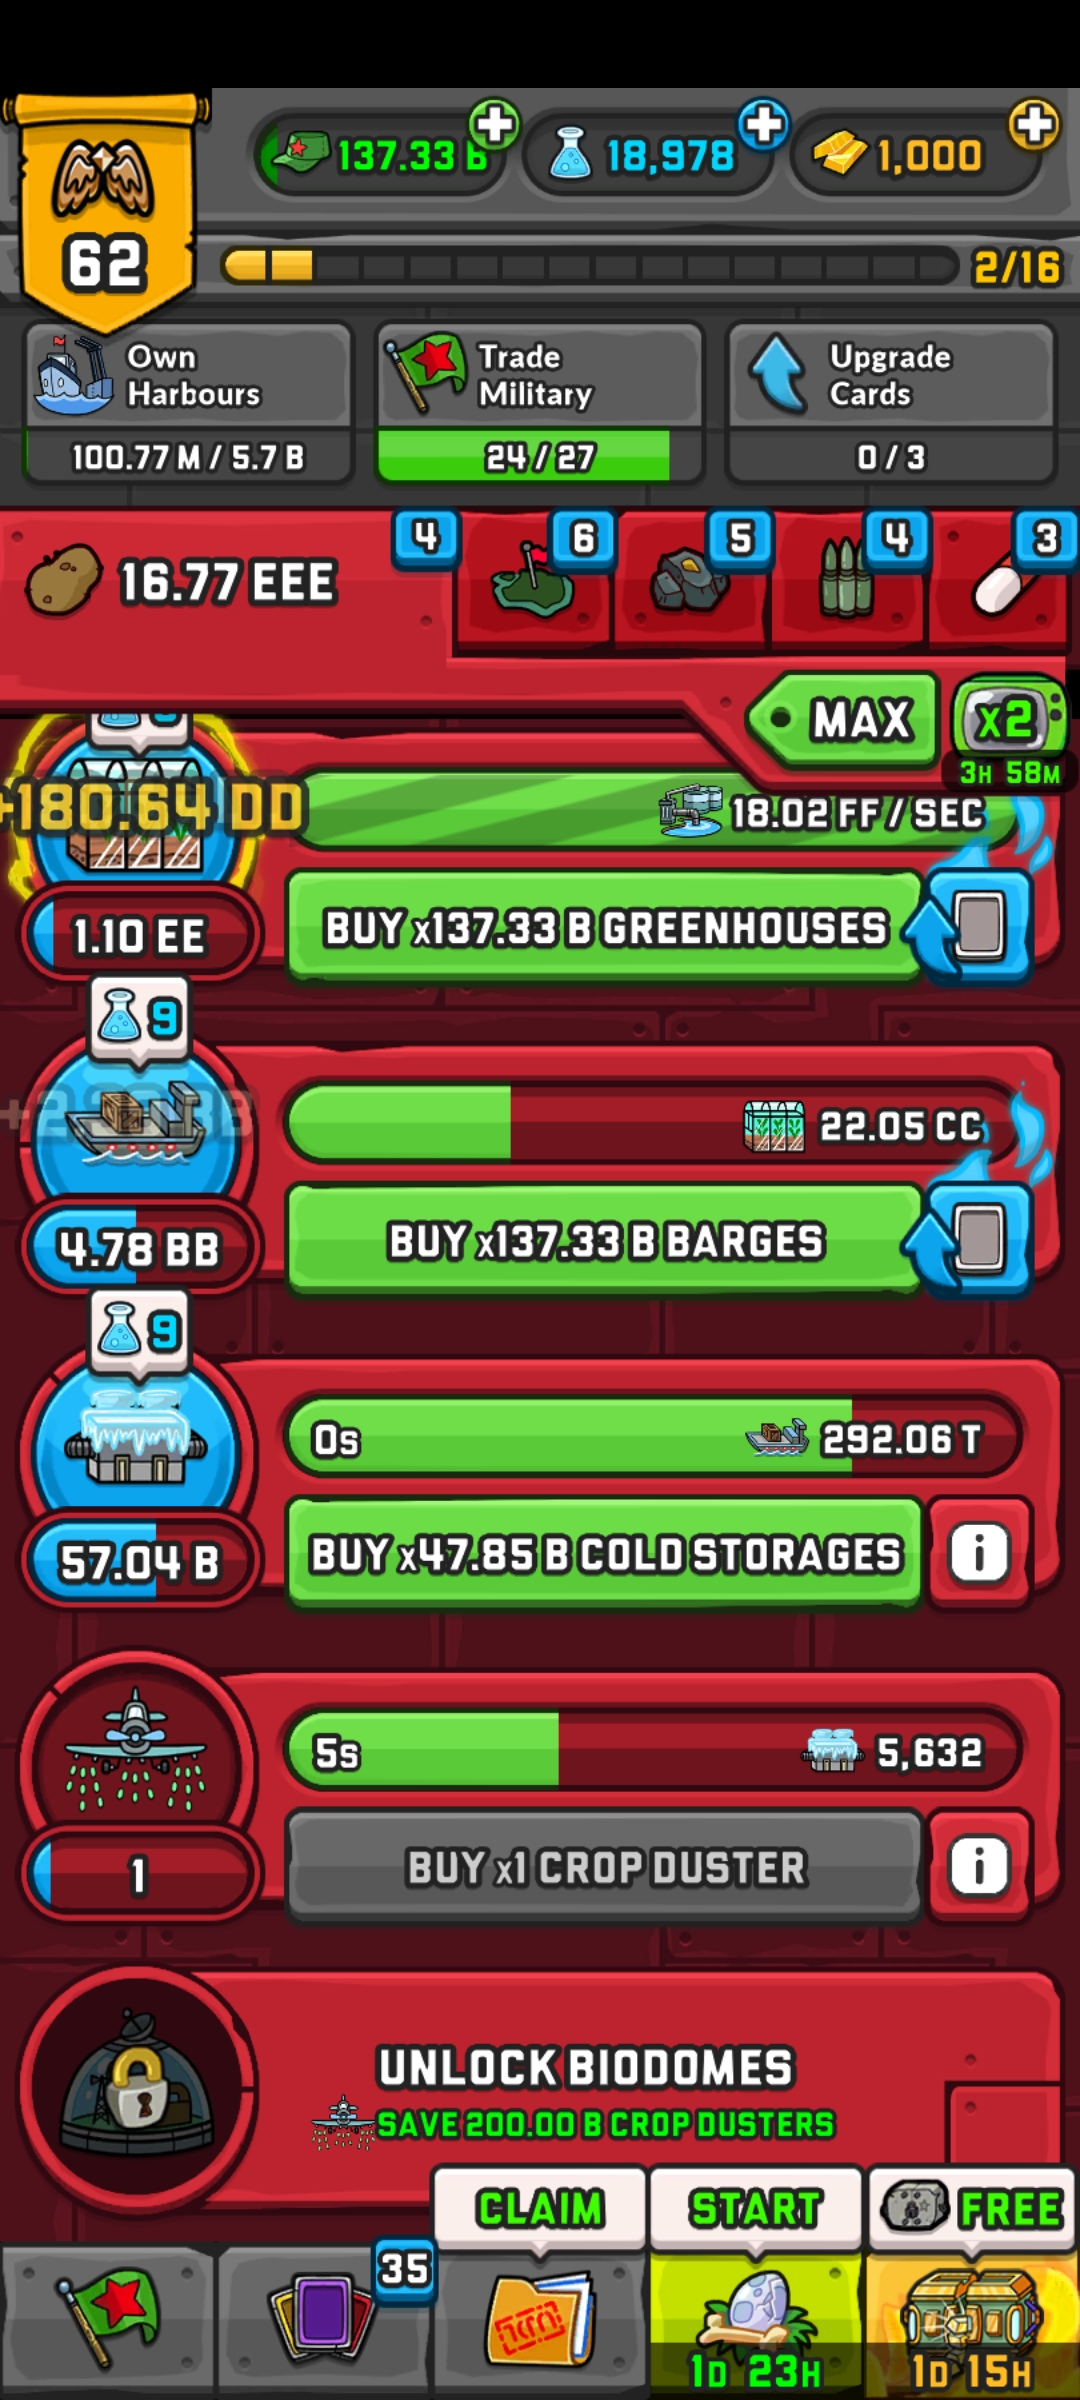 137.33 B
18,978
1,000
62
2/16
Own
Harbours
Trade
Military
Upgrade
Cards
100.77 M / 5.7 B
24 / 27
0 / 3
16.77 EEE
4
6
5
4
3
MAX
x2
3H 58M
+180.64 DD
18.02 FF / SEC
1.10 EE
BUY x137.33 B GREENHOUSES
9
22.05 CC
4.78 BB
BUY x137.33 B BARGES
9
0s
292.06 T
57.04 B
BUY x47.85 B COLD STORAGES
i
5s
5,632
1
BUY x1 CROP DUSTER
i
UNLOCK BIODOMES
SAVE 200.00 B CROP DUSTERS
CLAIM
START
FREE
35
1D 23H
1D 15H